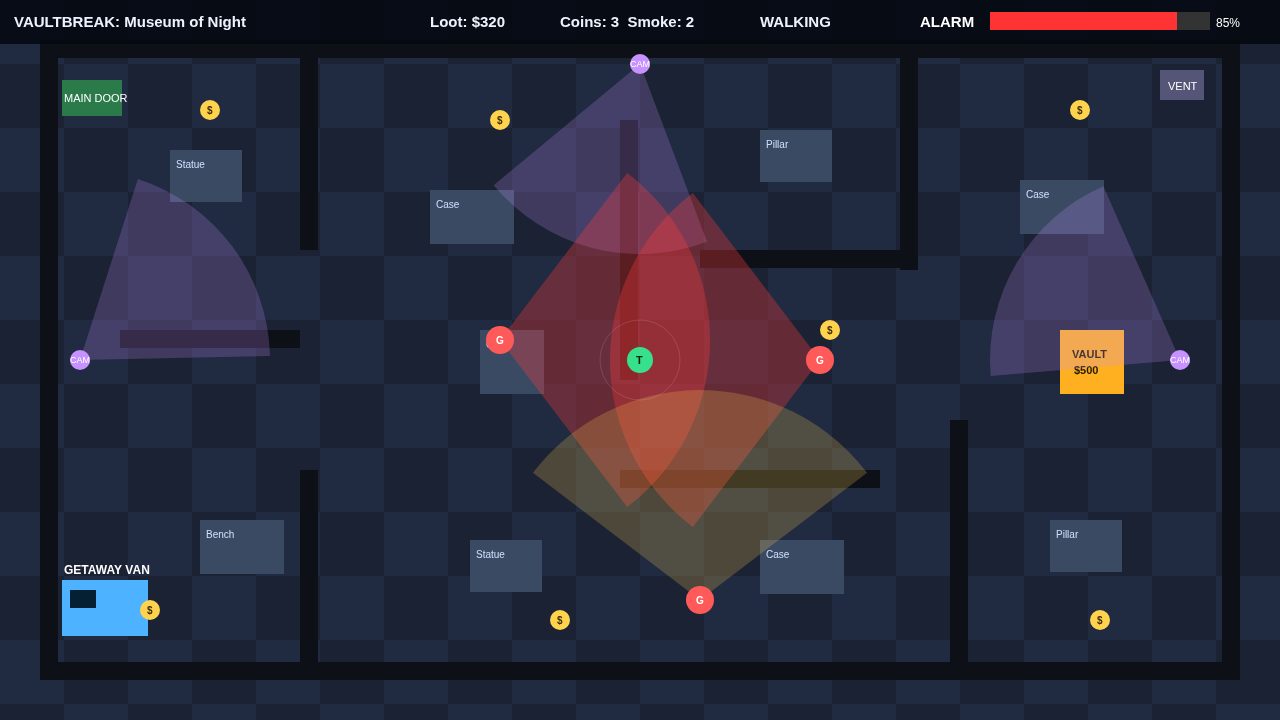 VAULTBREAK: Museum of Night
Loot: $320
Coins: 3 Smoke: 2
WALKING
ALARM
85%
CAM
MAIN DOOR
VENT
$
$
$
Statue
Pillar
Case
Case
$
G
T
G
CAM
VAULT
$500
CAM
Bench
Statue
Case
Pillar
GETAWAY VAN
$
G
$
$